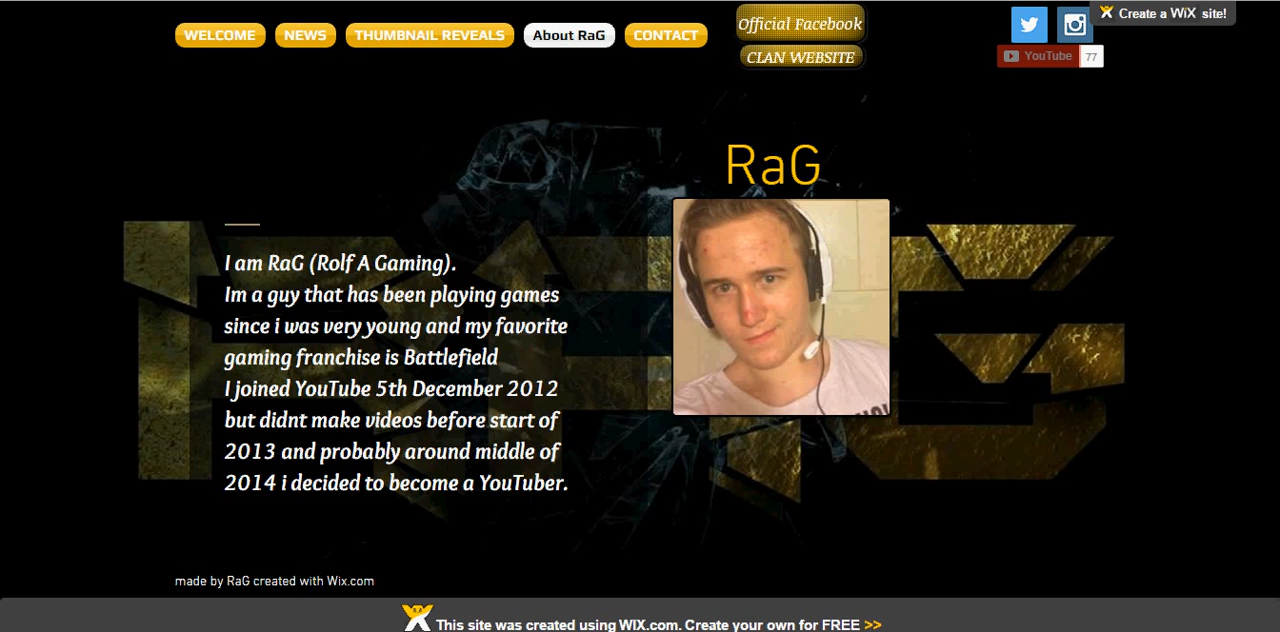 WELCOME
NEWS
THUMBNAIL REVEALS
About RaG
CONTACT
Official Facebook
CLAN WEBSITE
YouTube 77
Create a WiX site!
RaG
I am RaG (Rolf A Gaming).
Im a guy that has been playing games
since i was very young and my favorite
gaming franchise is Battlefield
I joined YouTube 5th December 2012
but didnt make videos before start of
2013 and probably around middle of
2014 i decided to become a YouTuber.
made by RaG created with Wix.com
This site was created using WIX.com. Create your own for FREE >>